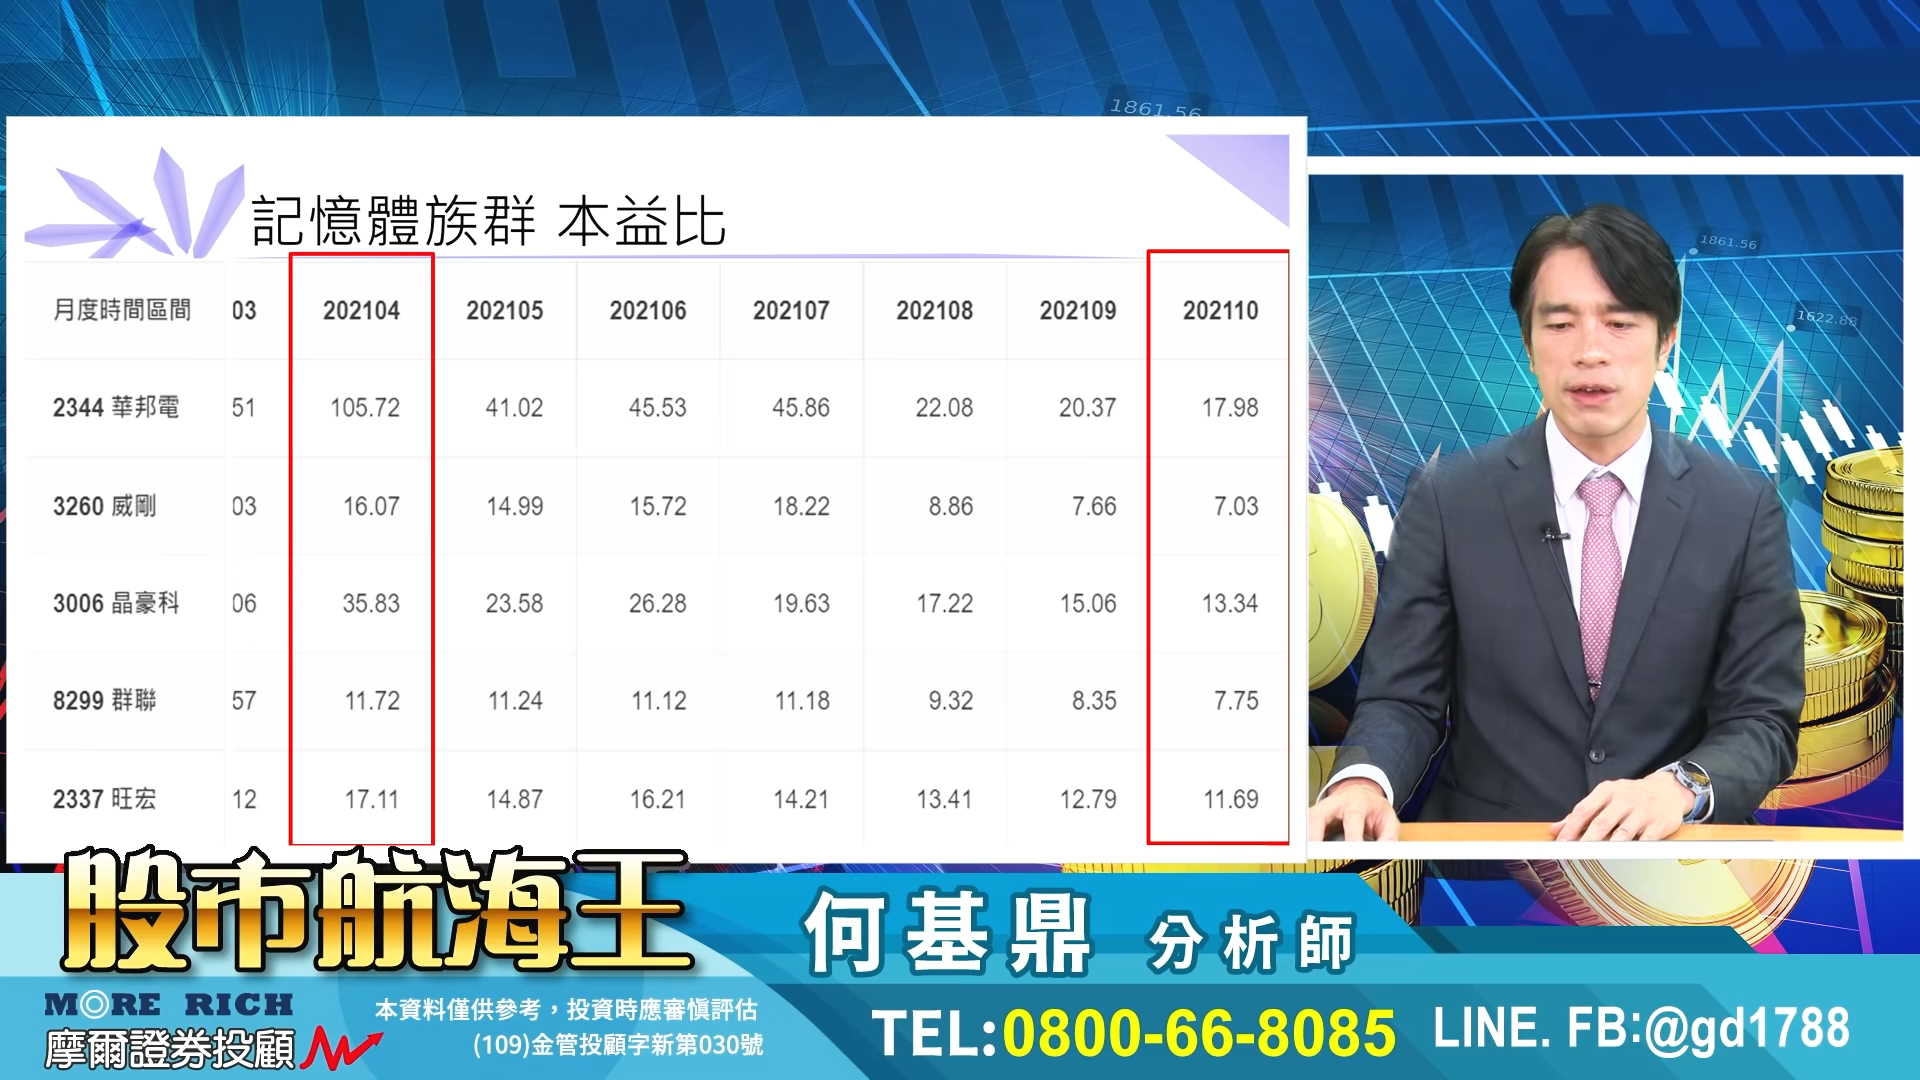 1861.56
記憶體族群 本益比
月度時間區間 03 202104 202105 202106 202107 202108 202109 202110
2344 華邦電 51 105.72 41.02 45.53 45.86 22.08 20.37 17.98
3260 威剛 03 16.07 14.99 15.72 18.22 8.86 7.66 7.03
3006 晶豪科 06 35.83 23.58 26.28 19.63 17.22 15.06 13.34
8299 群聯 57 11.72 11.24 11.12 11.18 9.32 8.35 7.75
2337 旺宏 12 17.11 14.87 16.21 14.21 13.41 12.79 11.69
1861.56
1622.88
股市航海王
何基鼎 分析師
MORE RICH
摩爾證券投顧
本資料僅供參考，投資時應審慎評估
(109)金管投顧字新第030號
TEL:0800-66-8085
LINE. FB:@gd1788